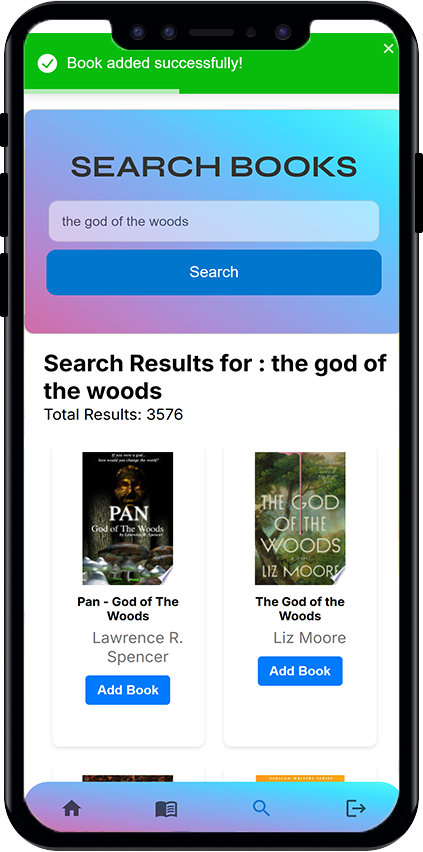 Book added successfully!
SEARCH BOOKS
the god of the woods
Search
Search Results for : the god of
the woods
Total Results: 3576
If you were a god...
how would you change the world?
PAN
God of The Woods
by Lawrence R. Spencer
Pan - God of The
Woods
Lawrence R.
Spencer
Add Book
THE GOD
OF THE
WOODS
a novel
LIZ MOORE
The God of the
Woods
Liz Moore
Add Book
AFRICAN WRITERS SERIES